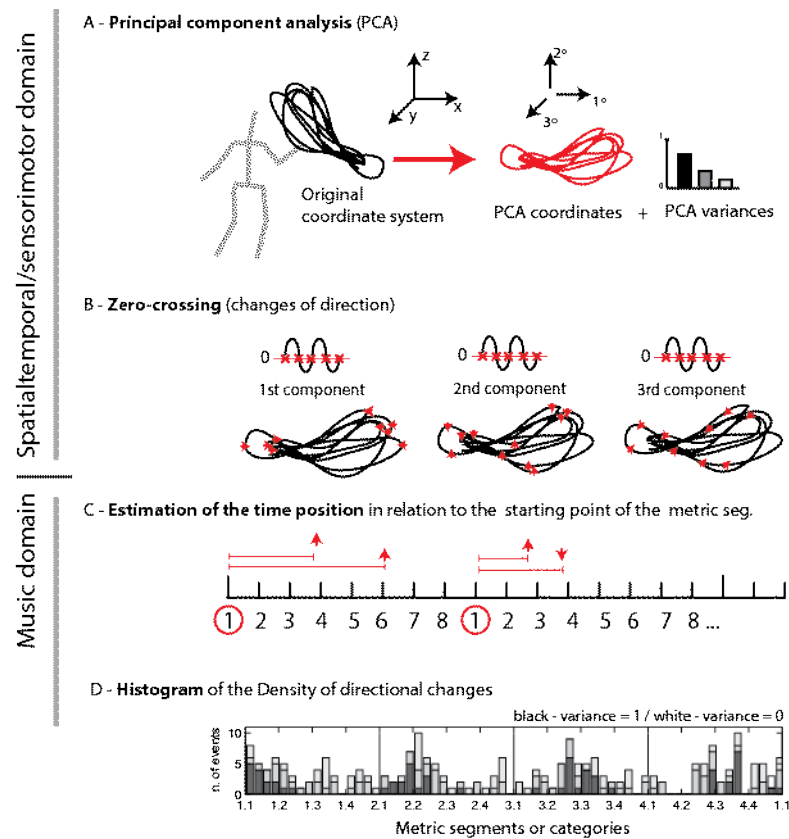 Spatialtemporal/sensorimotor domain
Music domain
A - Principal component analysis (PCA)
z
x
y
2°
1°
3°
1
0
Original
coordinate system
PCA coordinates + PCA variances
B - Zero-crossing (changes of direction)
0
0
0
1st component
2nd component
3rd component
C - Estimation of the time position in relation to the starting point of the metric seg.
1 2 3 4 5 6 7 8 1 2 3 4 5 6 7 8 ...
D - Histogram of the Density of directional changes
black - variance = 1 / white - variance = 0
n. of events
10
5
0
1.1 1.2 1.3 1.4 2.1 2.2 2.3 2.4 3.1 3.2 3.3 3.4 4.1 4.2 4.3 4.4 1.1
Metric segments or categories